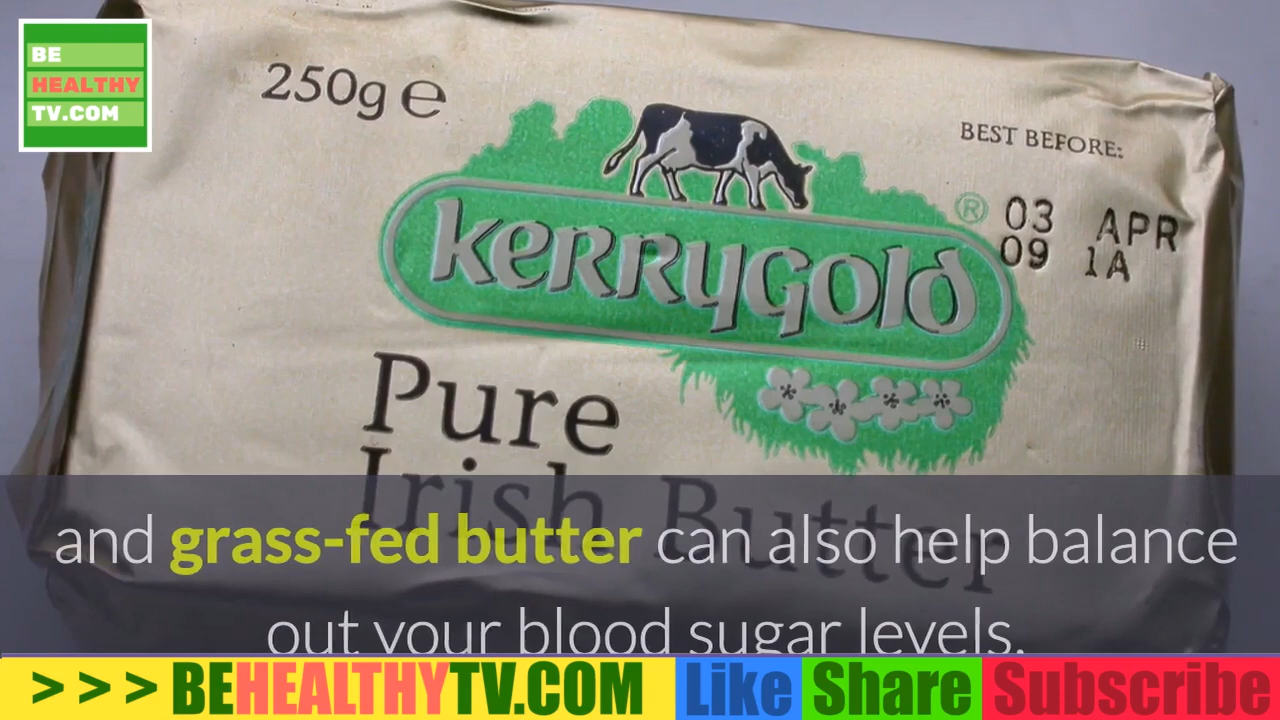 BE
HEALTHY
TV.COM
250g e
BEST BEFORE:
® 03 APR
09 1A
kerrygold
Pure
Irish Butter
and grass-fed butter can also help balance
out your blood sugar levels.
> > > BEHEALTHYTV.COM Like Share Subscribe